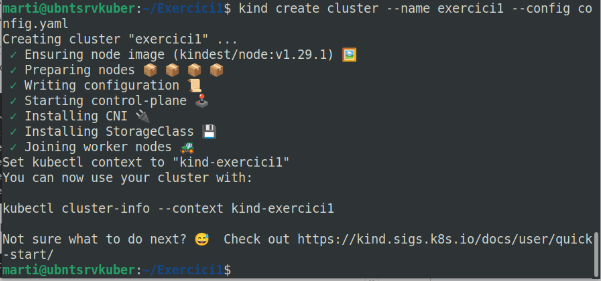 marti@ubntsrvkuber:~/Exercici1$ kind create cluster --name exercici1 --config co
nfig.yaml
Creating cluster "exercici1" ...
✓ Ensuring node image (kindest/node:v1.29.1) 🖼
✓ Preparing nodes 📦 📦 📦 📦
✓ Writing configuration 📜
✓ Starting control-plane 🕹️
✓ Installing CNI 🔌
✓ Installing StorageClass 💾
✓ Joining worker nodes 🚜
Set kubectl context to "kind-exercici1"
You can now use your cluster with:
kubectl cluster-info --context kind-exercici1
Not sure what to do next? 😅 Check out https://kind.sigs.k8s.io/docs/user/quick
-start/
marti@ubntsrvkuber:~/Exercici1$